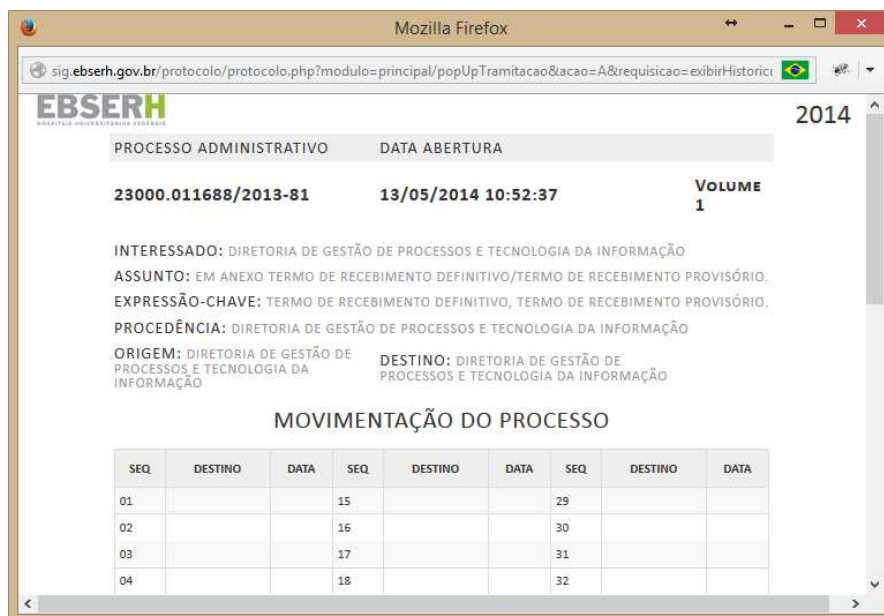 Mozilla Firefox
sig.ebserh.gov.br/protocolo/protocolo.php?modulo=principal/popUpTramitacao&acao=A&requisicao=exibirHistoric
EBSERH
HOSPITAIS UNIVERSITÁRIOS FEDERAIS
2014
PROCESSO ADMINISTRATIVO DATA ABERTURA
23000.011688/2013-81 13/05/2014 10:52:37 VOLUME
1
INTERESSADO: DIRETORIA DE GESTÃO DE PROCESSOS E TECNOLOGIA DA INFORMAÇÃO
ASSUNTO: EM ANEXO TERMO DE RECEBIMENTO DEFINITIVO/TERMO DE RECEBIMENTO PROVISÓRIO.
EXPRESSÃO-CHAVE: TERMO DE RECEBIMENTO DEFINITIVO, TERMO DE RECEBIMENTO PROVISÓRIO.
PROCEDÊNCIA: DIRETORIA DE GESTÃO DE PROCESSOS E TECNOLOGIA DA INFORMAÇÃO
ORIGEM: DIRETORIA DE GESTÃO DE
PROCESSOS E TECNOLOGIA DA
INFORMAÇÃO
DESTINO: DIRETORIA DE GESTÃO DE
PROCESSOS E TECNOLOGIA DA INFORMAÇÃO
MOVIMENTAÇÃO DO PROCESSO
SEQ DESTINO DATA SEQ DESTINO DATA SEQ DESTINO DATA
01 15 29
02 16 30
03 17 31
04 18 32